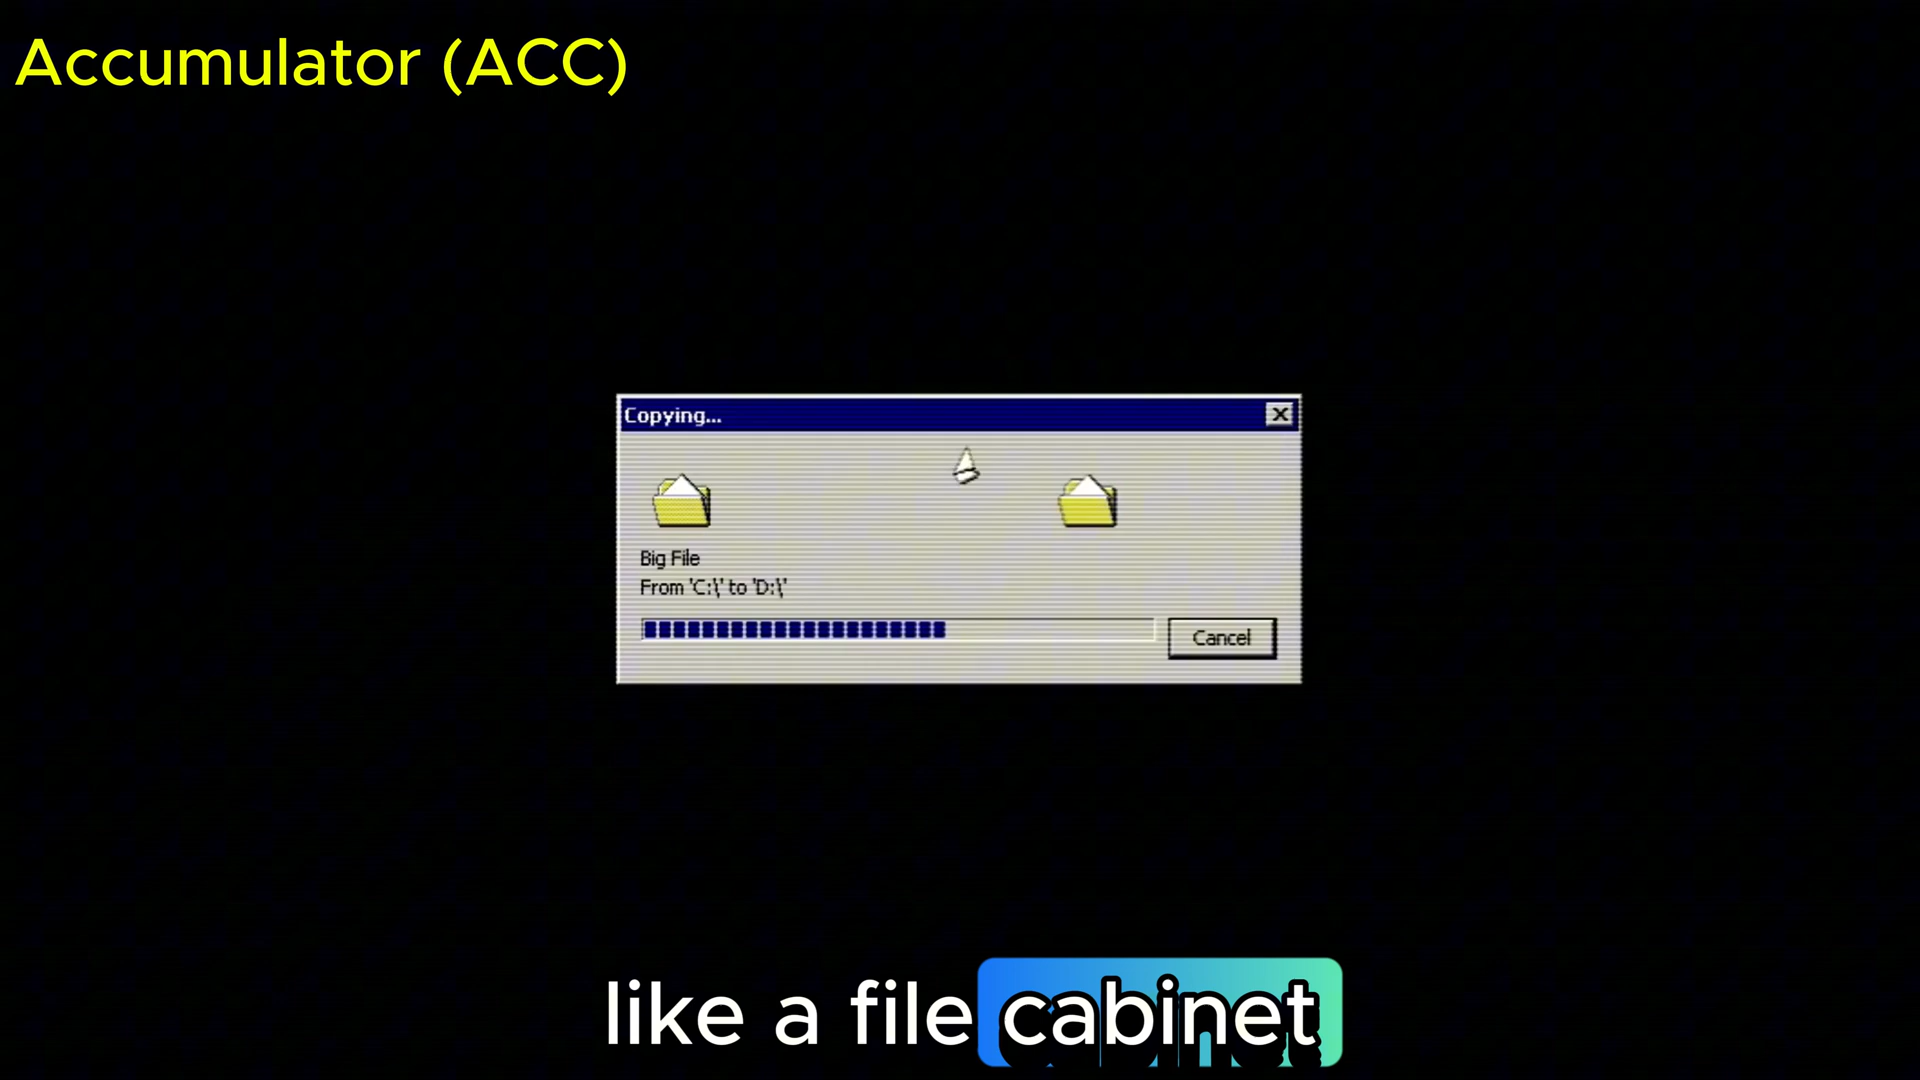 Accumulator (ACC)
Copying...
Big File
From 'C:\' to 'D:\'
Cancel
like a file cabinet